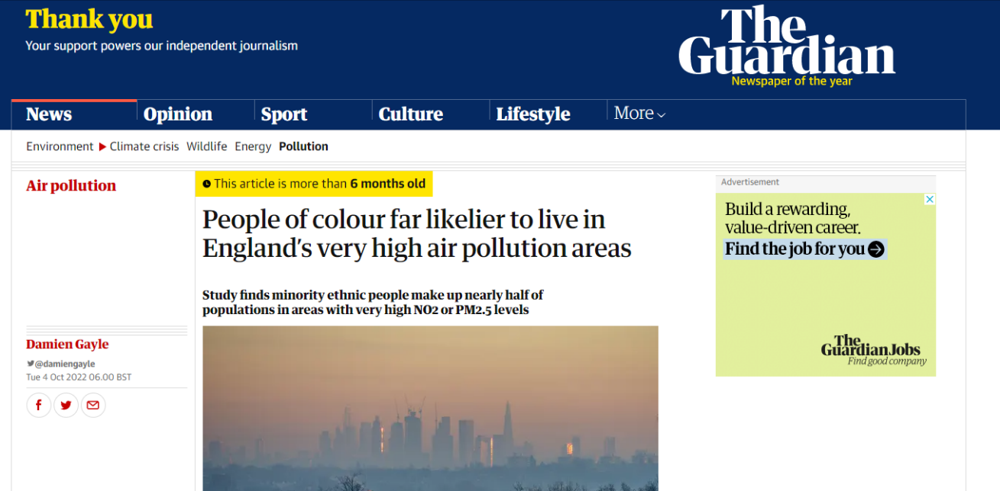 Thank you
Your support powers our independent journalism
The
Guardian
Newspaper of the year
News Opinion Sport Culture Lifestyle More
Environment Climate crisis Wildlife Energy Pollution
Air pollution
This article is more than 6 months old
People of colour far likelier to live in
England's very high air pollution areas
Study finds minority ethnic people make up nearly half of
populations in areas with very high NO2 or PM2.5 levels
Damien Gayle
@damiengayle
Tue 4 Oct 2022 06.00 BST
Advertisement
Build a rewarding,
value-driven career.
Find the job for you
The
Guardian Jobs
Find good company